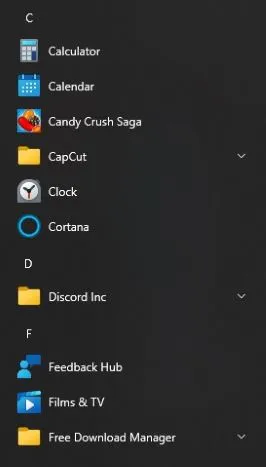 C
Calculator
Calendar
Candy Crush Saga
CapCut
Clock
Cortana
D
Discord Inc
F
Feedback Hub
Films & TV
Free Download Manager